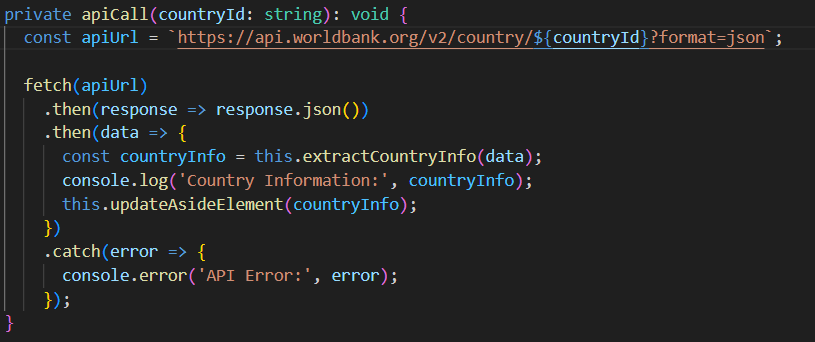 private apiCall(countryId: string): void {
  const apiUrl = `https://api.worldbank.org/v2/country/${countryId}?format=json`;

  fetch(apiUrl)
    .then(response => response.json())
    .then(data => {
      const countryInfo = this.extractCountryInfo(data);
      console.log('Country Information:', countryInfo);
      this.updateAsideElement(countryInfo);
    })
    .catch(error => {
      console.error('API Error:', error);
    });
}